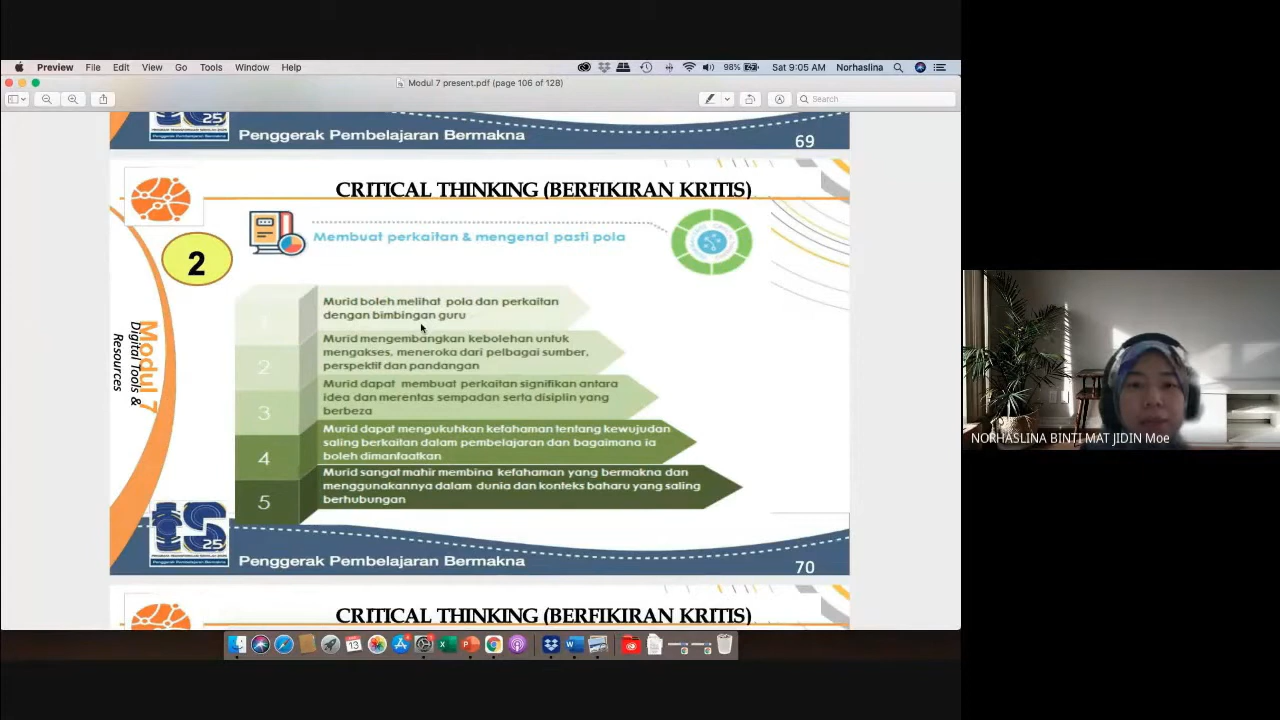 Preview File Edit View Go Tools Window Help
98% Sat 9:05 AM Norhaslina
Modul 7 present.pdf (page 106 of 128)
Search
25
Penggerak Pembelajaran Bermakna
69
CRITICAL THINKING (BERFIKIRAN KRITIS)
Membuat perkaitan & mengenal pasti pola
2
1
Murid boleh melihat pola dan perkaitan
dengan bimbingan guru
2
Murid mengembangkan kebolehan untuk
mengakses, meneroka dari pelbagai sumber,
perspektif dan pandangan
3
Murid dapat membuat perkaitan signifikan antara
idea dan merentas sempadan serta disiplin yang
berbeza
4
Murid dapat mengukuhkan kefahaman tentang kewujudan
saling berkaitan dalam pembelajaran dan bagaimana ia
boleh dimanfaatkan
5
Murid sangat mahir membina kefahaman yang bermakna dan
menggunakannya dalam dunia dan konteks baharu yang saling
berhubungan
Modul 7
Digital Tools &
Resources
TS
25
Penggerak Pembelajaran Bermakna
70
CRITICAL THINKING (BERFIKIRAN KRITIS)
NORHASLINA BINTI MAT JIDIN Moe